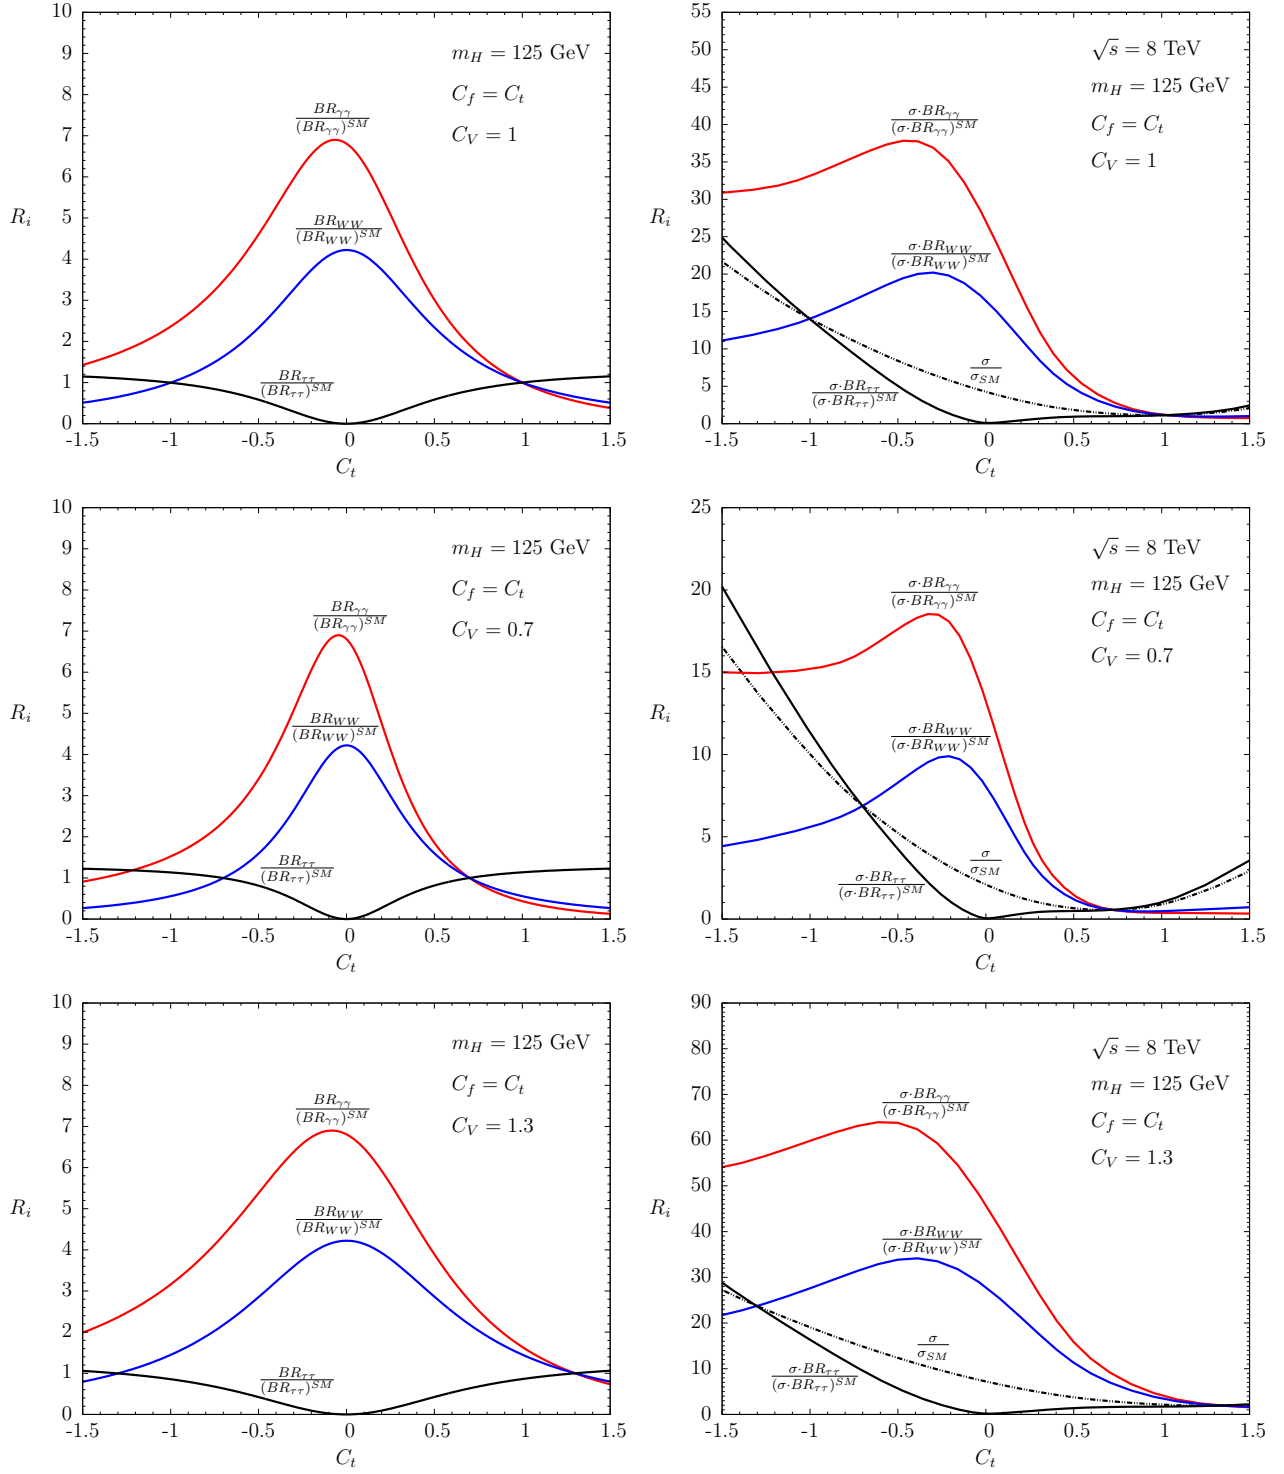 10
9
8
7
6
5
4
3
2
1
0
R_i
m_H = 125 GeV
C_f = C_t
C_V = 1
BR_γγ / (BR_γγ)^SM
BR_WW / (BR_WW)^SM
BR_ττ / (BR_ττ)^SM
-1.5 -1 -0.5 0 0.5 1 1.5
C_t
55
50
45
40
35
30
25
20
15
10
5
0
R_i
√s = 8 TeV
m_H = 125 GeV
C_f = C_t
C_V = 1
σ·BR_γγ / (σ·BR_γγ)^SM
σ·BR_WW / (σ·BR_WW)^SM
σ / σ_SM
σ·BR_ττ / (σ·BR_ττ)^SM
-1.5 -1 -0.5 0 0.5 1 1.5
C_t
10
9
8
7
6
5
4
3
2
1
0
R_i
m_H = 125 GeV
C_f = C_t
C_V = 0.7
BR_γγ / (BR_γγ)^SM
BR_WW / (BR_WW)^SM
BR_ττ / (BR_ττ)^SM
-1.5 -1 -0.5 0 0.5 1 1.5
C_t
25
20
15
10
5
0
R_i
√s = 8 TeV
m_H = 125 GeV
C_f = C_t
C_V = 0.7
σ·BR_γγ / (σ·BR_γγ)^SM
σ·BR_WW / (σ·BR_WW)^SM
σ / σ_SM
σ·BR_ττ / (σ·BR_ττ)^SM
-1.5 -1 -0.5 0 0.5 1 1.5
C_t
10
9
8
7
6
5
4
3
2
1
0
R_i
m_H = 125 GeV
C_f = C_t
C_V = 1.3
BR_γγ / (BR_γγ)^SM
BR_WW / (BR_WW)^SM
BR_ττ / (BR_ττ)^SM
-1.5 -1 -0.5 0 0.5 1 1.5
C_t
90
80
70
60
50
40
30
20
10
0
R_i
√s = 8 TeV
m_H = 125 GeV
C_f = C_t
C_V = 1.3
σ·BR_γγ / (σ·BR_γγ)^SM
σ·BR_WW / (σ·BR_WW)^SM
σ / σ_SM
σ·BR_ττ / (σ·BR_ττ)^SM
-1.5 -1 -0.5 0 0.5 1 1.5
C_t